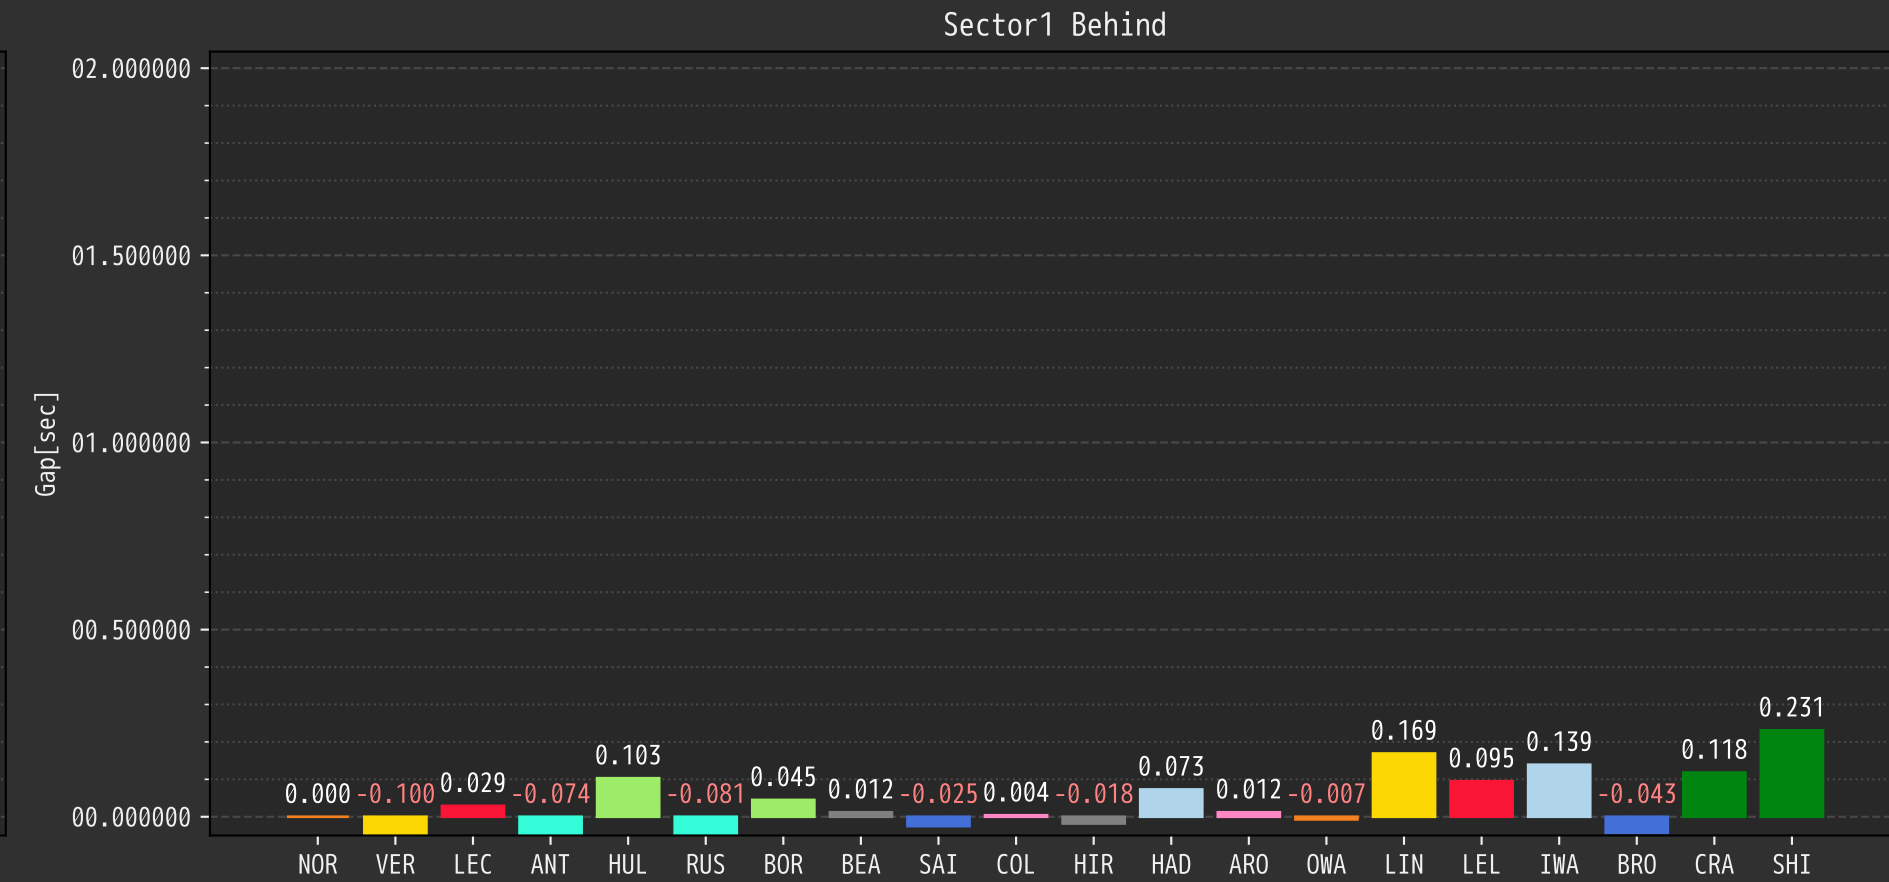 Sector1 Behind
Gap[sec]
02.000000
01.500000
01.000000
00.500000
00.000000
0.000 -0.100 0.029 -0.074 0.103 -0.081 0.045 0.012 -0.025 0.004 -0.018 0.073 0.012 -0.007 0.169 0.095 0.139 -0.043 0.118 0.231
NOR VER LEC ANT HUL RUS BOR BEA SAI COL HIR HAD ARO OWA LIN LEL IWA BRO CRA SHI